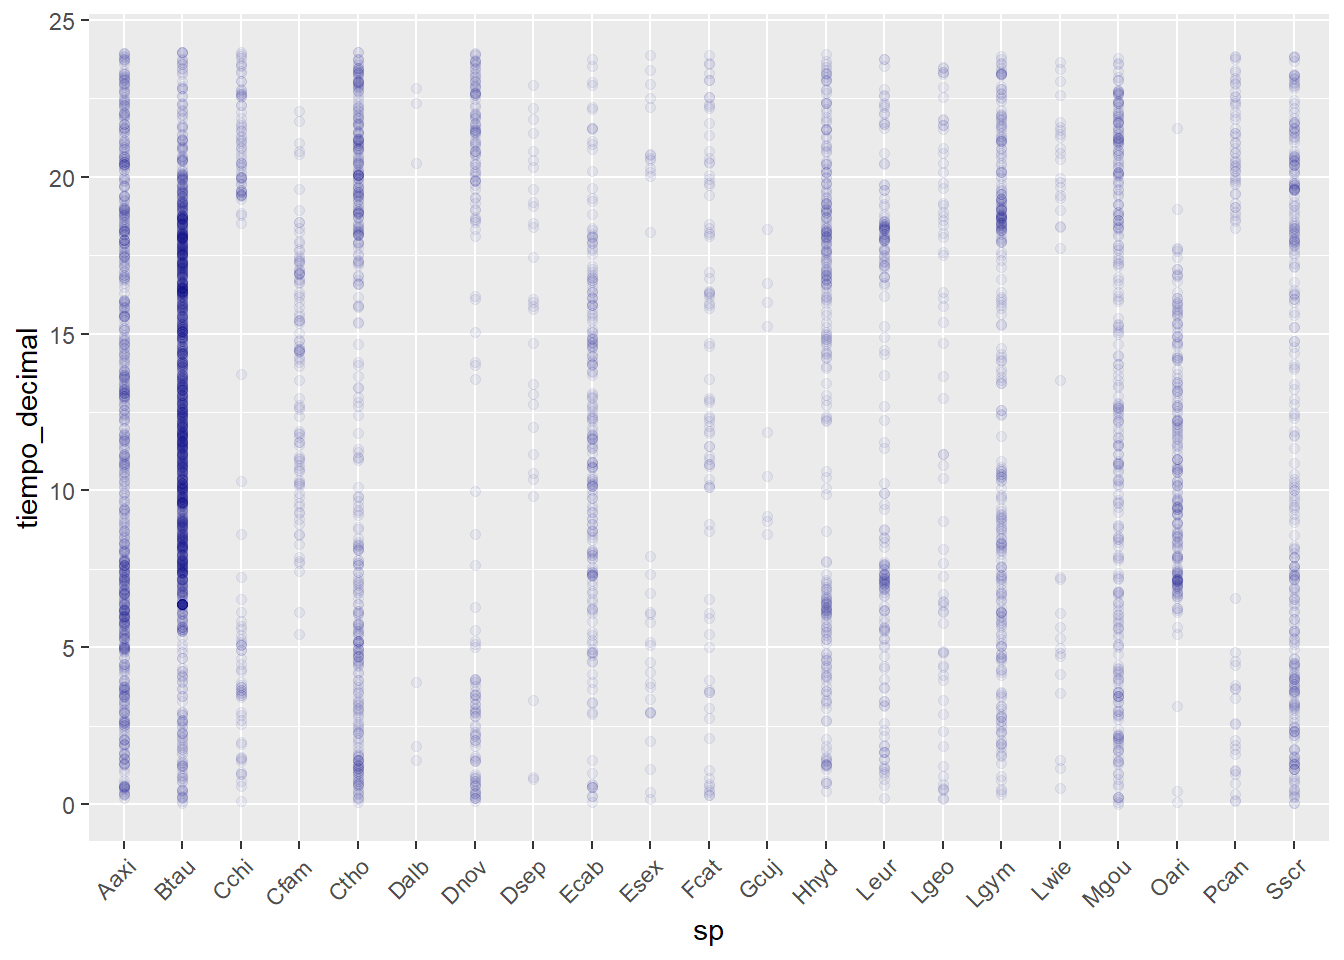 25
20
15
10
5
0
tiempo_decimal
Aaxi Btau Cchi Cfam Ctho Dalb Dnov Dsep Ecab Esex Fcat Gcuj Hhyd Leur Lgeo Lgym Lwie Mgou Oari Pcan Sscr
sp